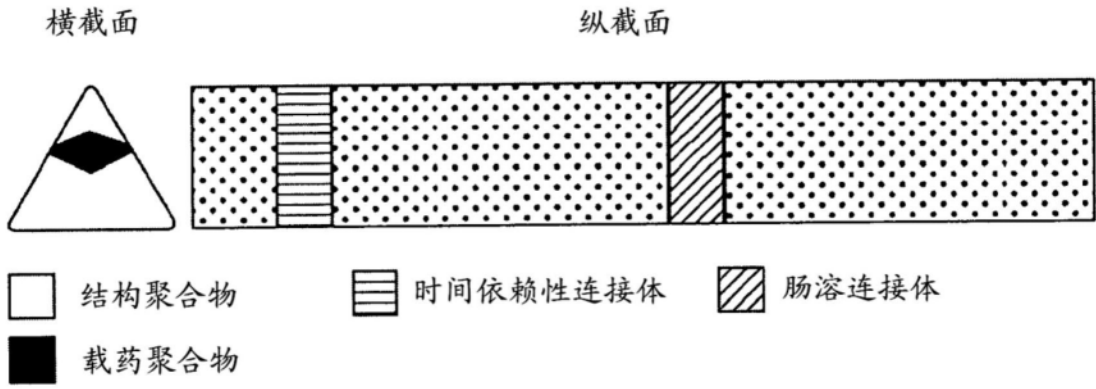 横截面
纵截面
结构聚合物
时间依赖性连接体
肠溶连接体
载药聚合物